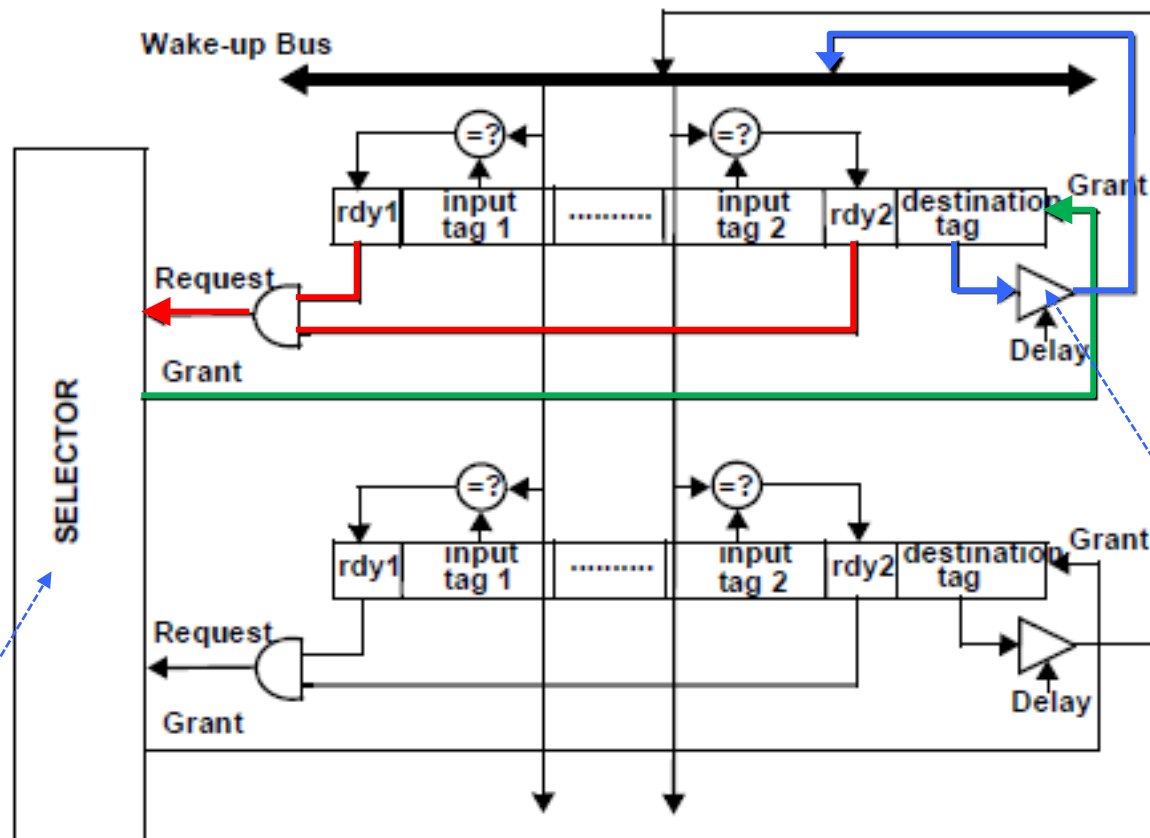 Wake-up Bus
=?
=?
Grant
rdy1
input
tag 1
..........
input
tag 2
rdy2
destination
tag
Request
Delay
Grant
SELECTOR
=?
=?
Grant
rdy1
input
tag 1
..........
input
tag 2
rdy2
destination
tag
Request
Delay
Grant